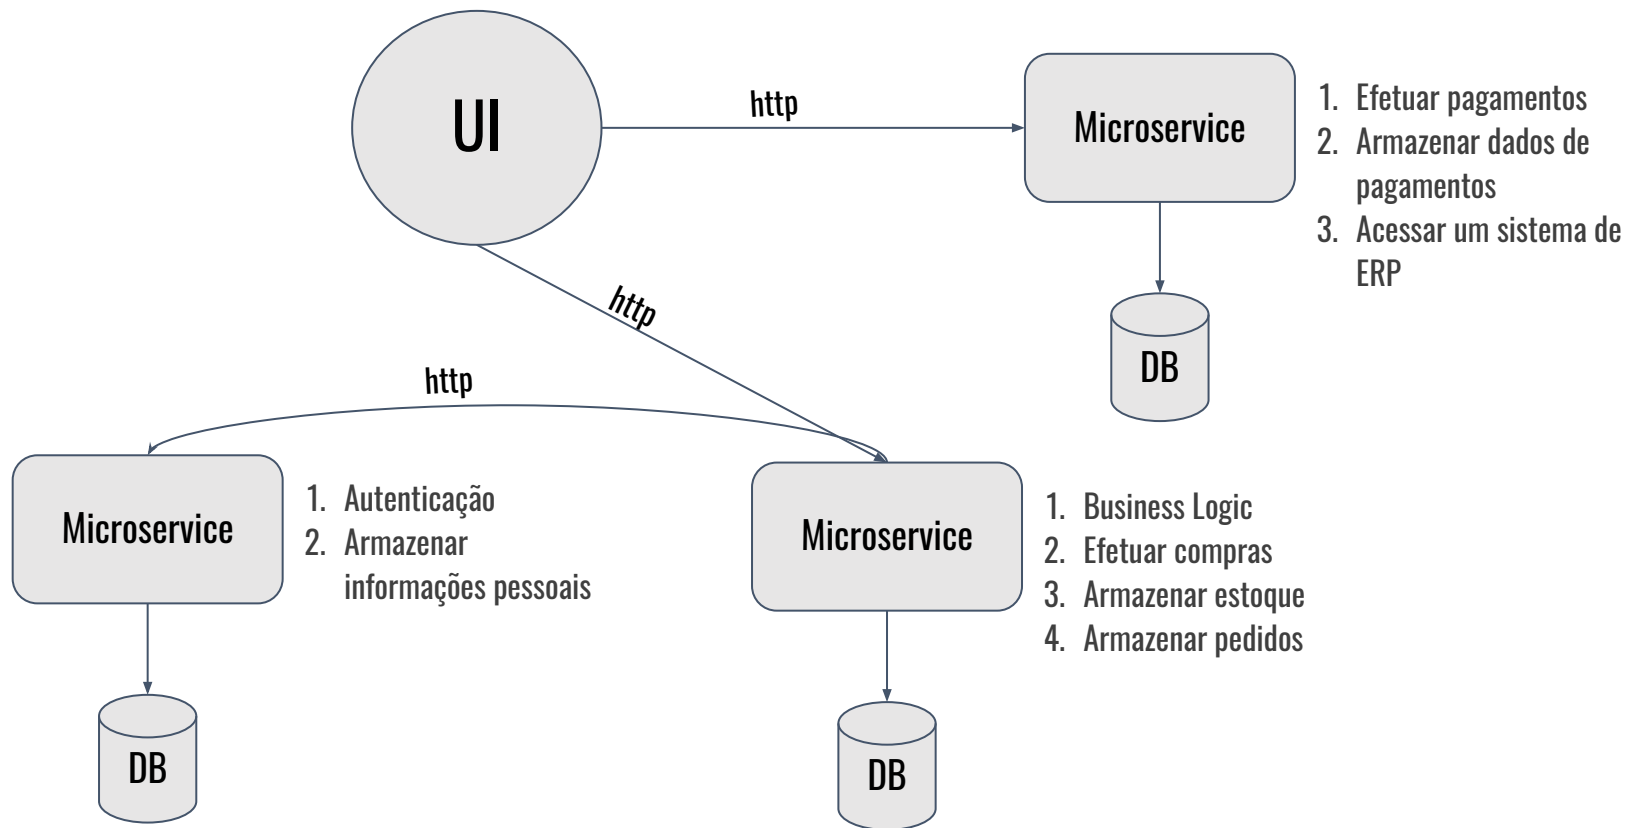 UI
http
Microservice
1. Efetuar pagamentos
2. Armazenar dados de
pagamentos
3. Acessar um sistema de
ERP
DB
http
http
Microservice
1. Autenticação
2. Armazenar
informações pessoais
DB
Microservice
1. Business Logic
2. Efetuar compras
3. Armazenar estoque
4. Armazenar pedidos
DB